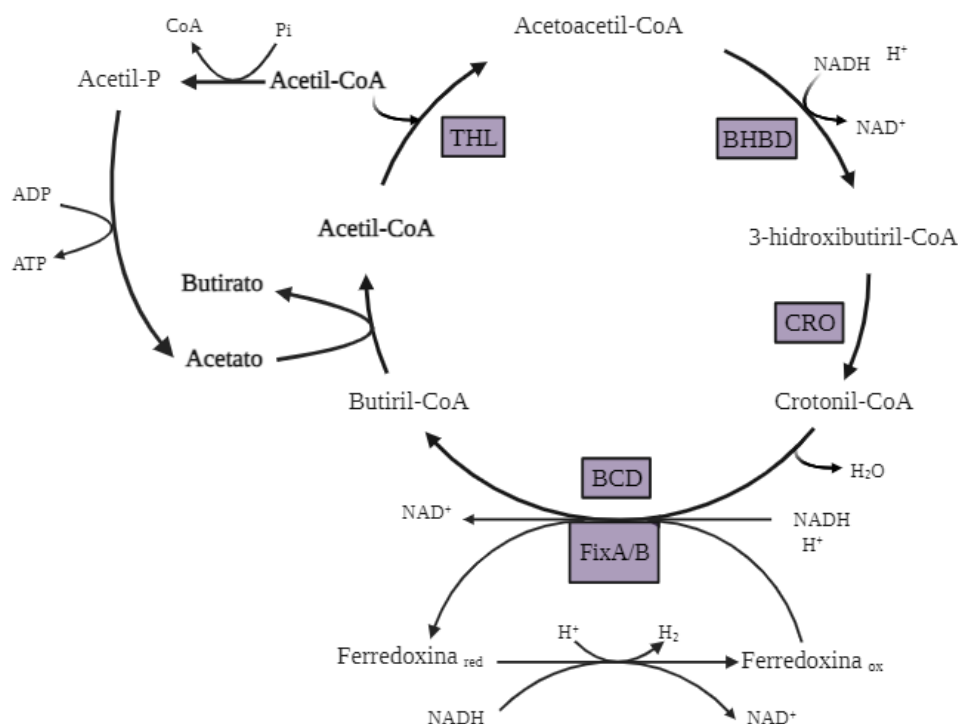 CoA
Pi
Acetoacetil-CoA
Acetil-P
Acetil-CoA
NADH
H⁺
THL
BHBD
NAD⁺
ADP
ATP
Acetil-CoA
3-hidroxibutiril-CoA
Butirato
CRO
Acetato
Butiril-CoA
Crotonil-CoA
BCD
H₂O
NAD⁺
NADH
H⁺
FixA/B
H⁺
H₂
Ferredoxina red
Ferredoxina ox
NADH
NAD⁺